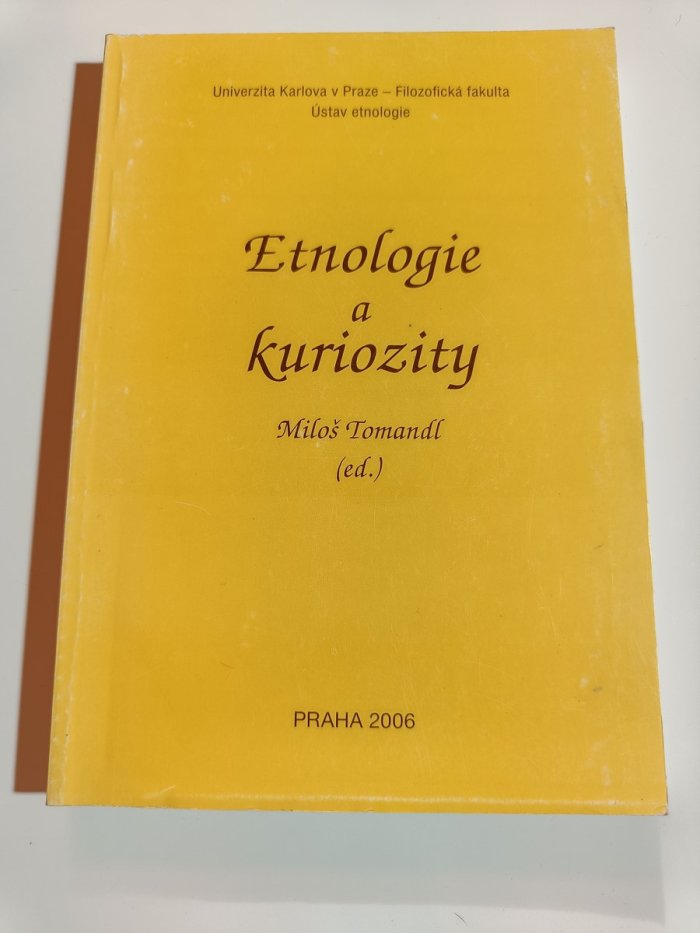 Univerzita Karlova v Praze – Filozofická fakulta
Ústav etnologie
Etnologie
a
kuriozity
Miloš Tomandl
(ed.)
PRAHA 2006